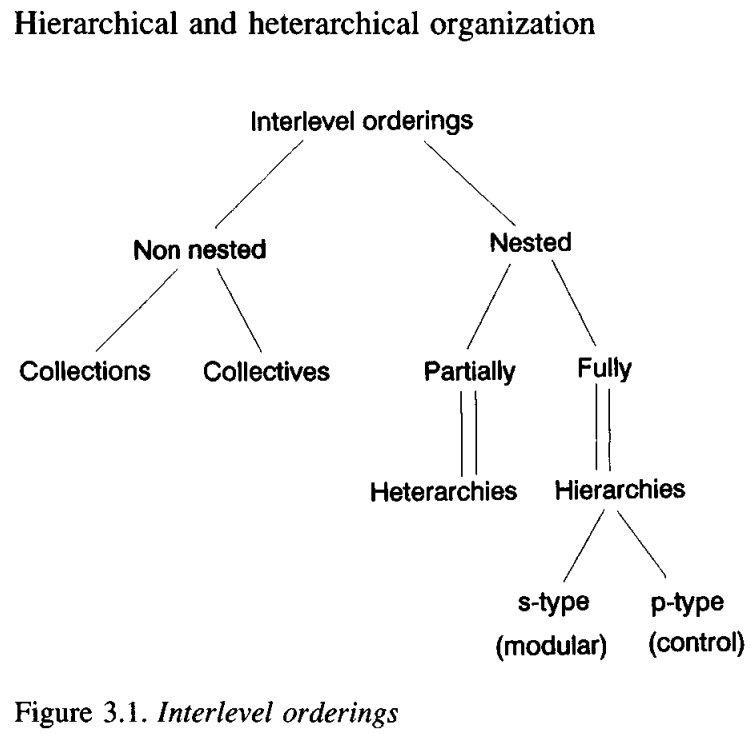 Hierarchical and heterarchical organization
Interlevel orderings
Non nested
Nested
Collections
Collectives
Partially
Fully
Heterarchies
Hierarchies
s-type
p-type
(modular)
(control)
Figure 3.1. Interlevel orderings